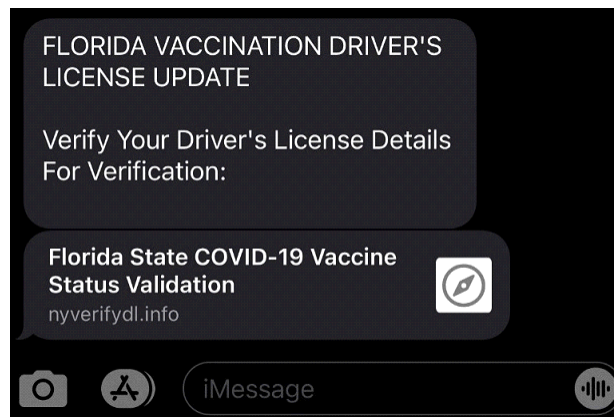 FLORIDA VACCINATION DRIVER'S
LICENSE UPDATE
Verify Your Driver's License Details
For Verification:
Florida State COVID-19 Vaccine
Status Validation
nyverifydl.info
iMessage